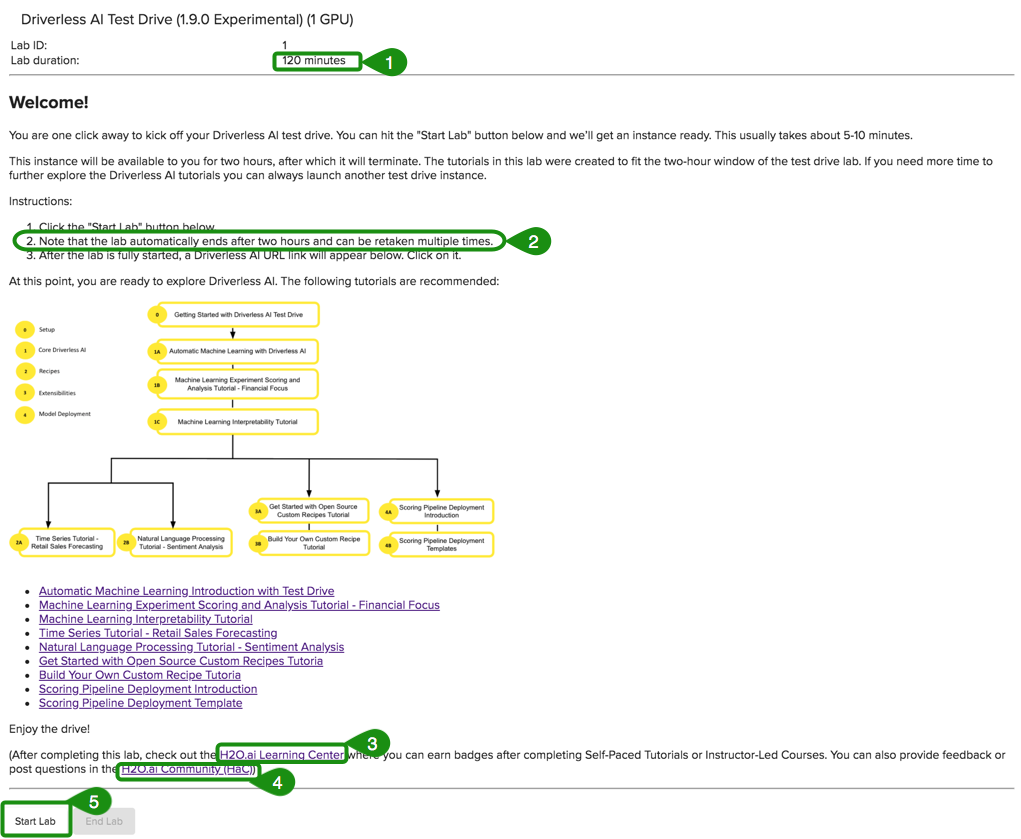 Driverless AI Test Drive (1.9.0 Experimental) (1 GPU)
Lab ID: 1
Lab duration: 120 minutes
1
Welcome!
You are one click away to kick off your Driverless AI test drive. You can hit the "Start Lab" button below and we'll get an instance ready. This usually takes about 5-10 minutes.
This instance will be available to you for two hours, after which it will terminate. The tutorials in this lab were created to fit the two-hour window of the test drive lab. If you need more time to
further explore the Driverless AI tutorials you can always launch another test drive instance.
Instructions:
1. Click the "Start Lab" button below.
2. Note that the lab automatically ends after two hours and can be retaken multiple times.
2
3. After the lab is fully started, a Driverless AI URL link will appear below. Click on it.
At this point, you are ready to explore Driverless AI. The following tutorials are recommended:
0 Setup
1 Core Driverless AI
2 Recipes
3 Extensibilities
4 Model Deployment
0 Getting Started with Driverless AI Test Drive
1A Automatic Machine Learning with Driverless AI
1B Machine Learning Experiment Scoring and
Analysis Tutorial - Financial Focus
1C Machine Learning Interpretability Tutorial
2A Time Series Tutorial -
Retail Sales Forecasting
2B Natural Language Processing
Tutorial - Sentiment Analysis
3A Get Started with Open Source
Custom Recipes Tutorial
3B Build Your Own Custom Recipe
Tutorial
4A Scoring Pipeline Deployment
Introduction
4B Scoring Pipeline Deployment
Templates
• Automatic Machine Learning Introduction with Test Drive
• Machine Learning Experiment Scoring and Analysis Tutorial - Financial Focus
• Machine Learning Interpretability Tutorial
• Time Series Tutorial - Retail Sales Forecasting
• Natural Language Processing Tutorial - Sentiment Analysis
• Get Started with Open Source Custom Recipes Tutoria
• Build Your Own Custom Recipe Tutoria
• Scoring Pipeline Deployment Introduction
• Scoring Pipeline Deployment Template
Enjoy the drive!
3
(After completing this lab, check out the H2O.ai Learning Center where you can earn badges after completing Self-Paced Tutorials or Instructor-Led Courses. You can also provide feedback or
post questions in the H2O.ai Community (HaC))
4
5
Start Lab
End Lab